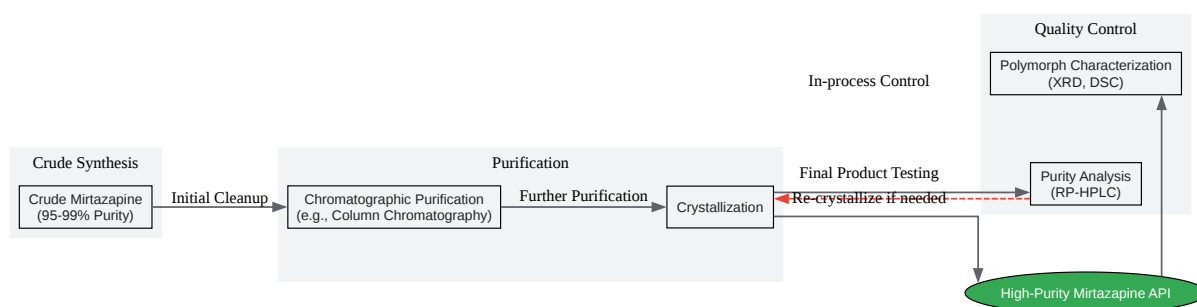 Quality Control
Polymorph Characterization
(XRD, DSC)
In-process Control
Crude Synthesis
Purification
Crude Mirtazapine
(95-99% Purity)
Initial Cleanup
Chromatographic Purification
(e.g., Column Chromatography)
Further Purification
Crystallization
Final Product Testing
Re-crystallize if needed
Purity Analysis
(RP-HPLC)
High-Purity Mirtazapine API